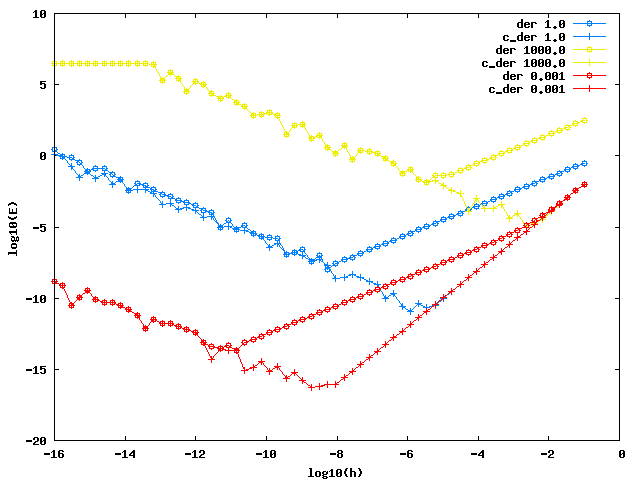 10
5
0
-5
-10
-15
-20
-16
-14
-12
-10
-8
-6
-4
-2
0
log10(E)
log10(h)
der 1.0
c_der 1.0
der 1000.0
c_der 1000.0
der 0.001
c_der 0.001